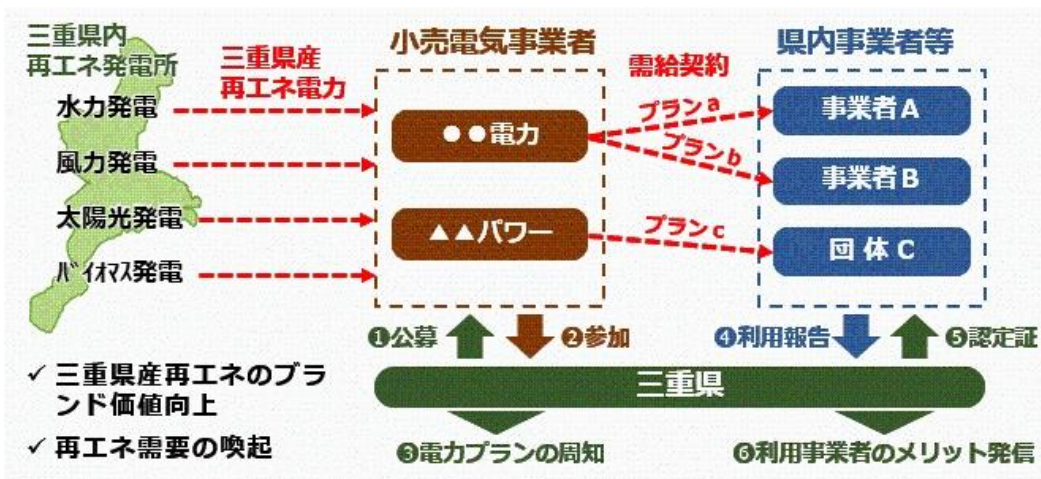 三重県内
再エネ発電所
水力発電
風力発電
太陽光発電
ﾊﾞｲｵﾏｽ発電
三重県産
再エネ電力
小売電気事業者
●●電力
▲▲パワー
需給契約
プランa
プランb
プランc
県内事業者等
事業者A
事業者B
団体C
❶公募
❷参加
❹利用報告
❺認定証
三重県
❸電力プランの周知
❻利用事業者のメリット発信
✓ 三重県産再エネのブラ
ンド価値向上
✓ 再エネ需要の喚起